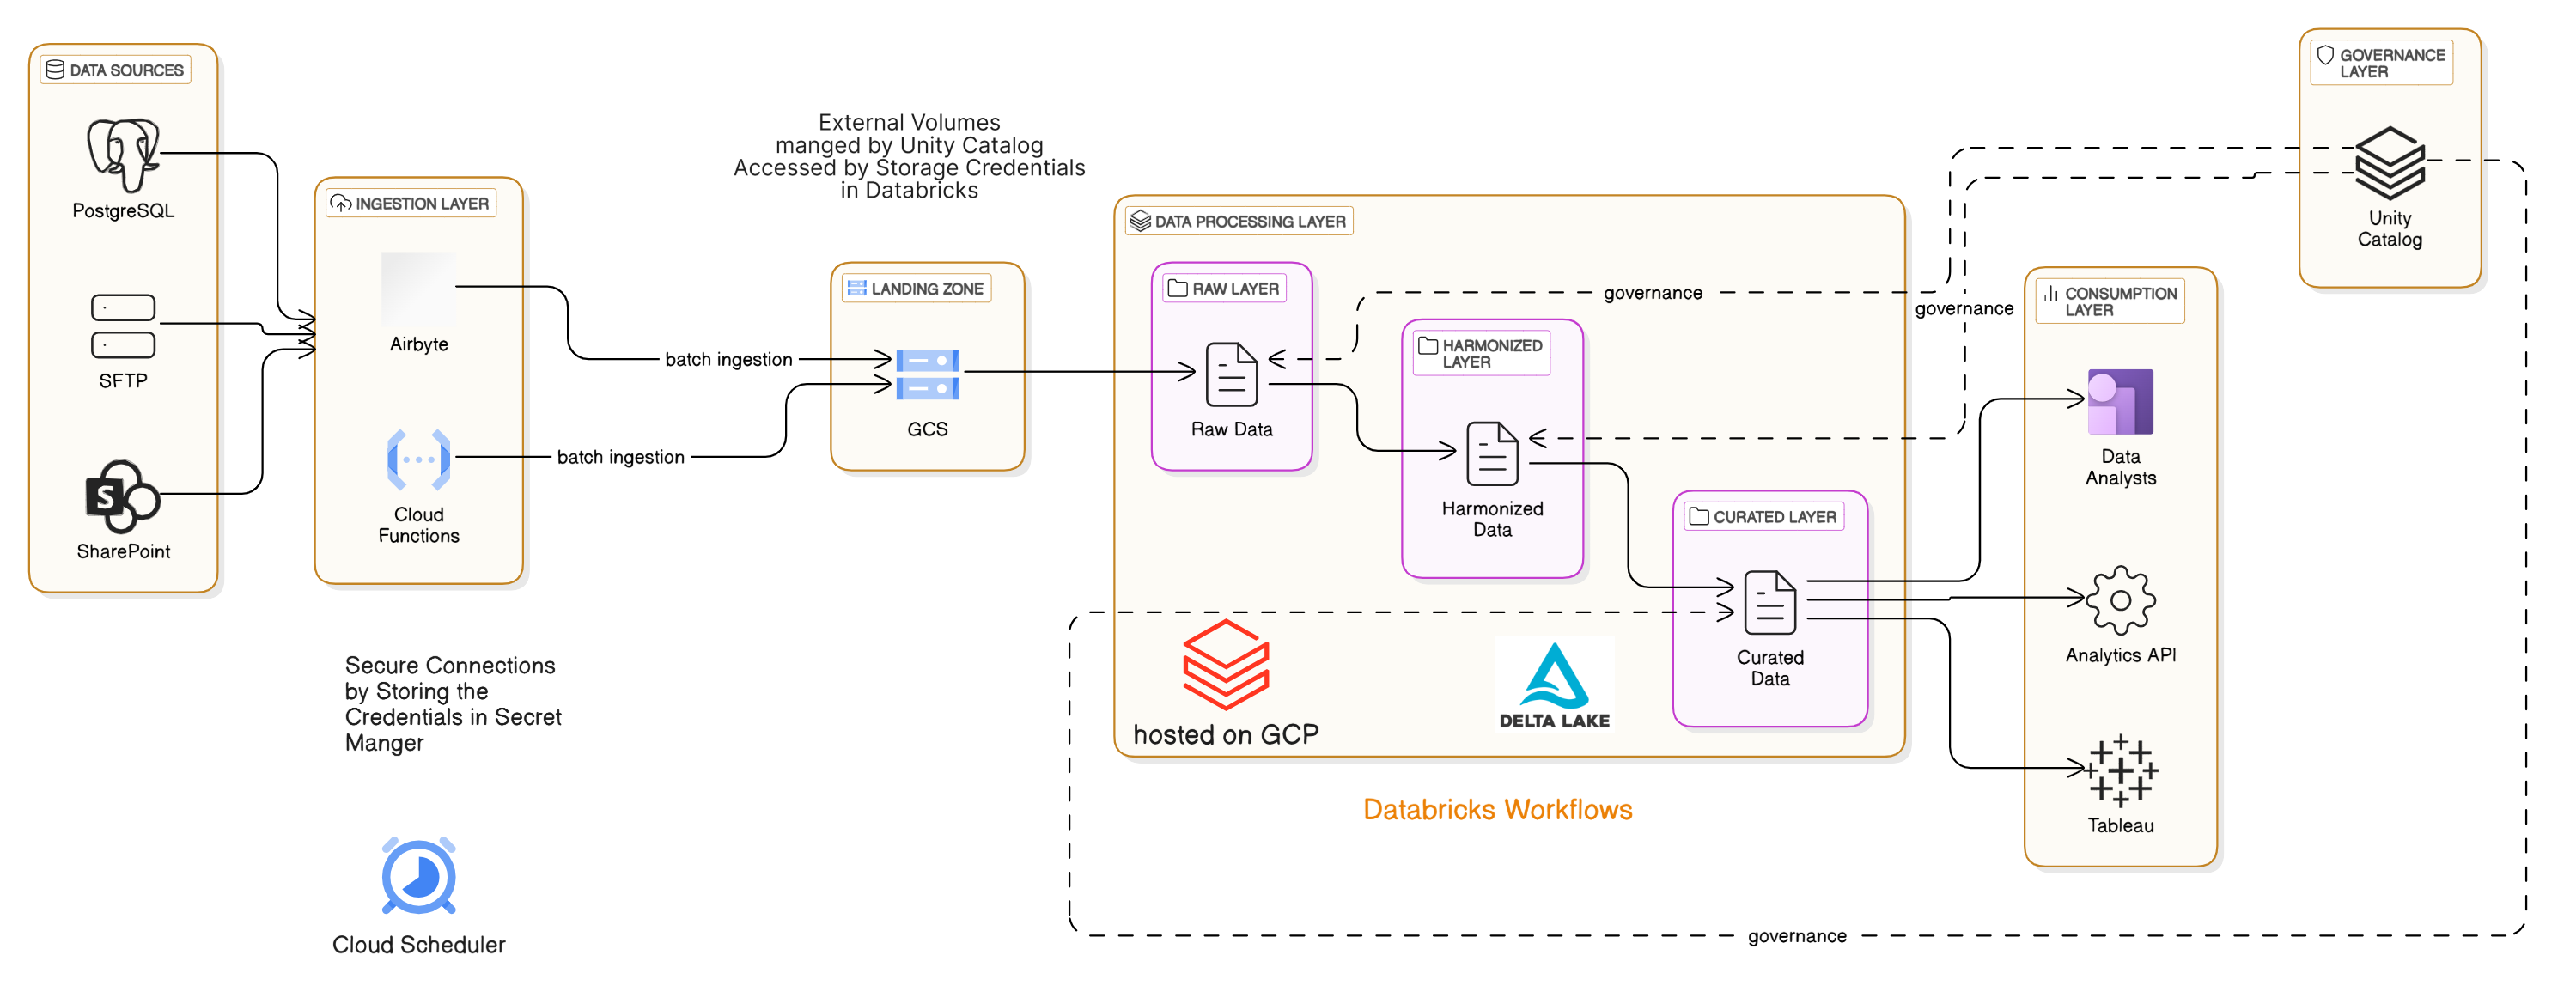 DATA SOURCES
PostgreSQL
SFTP
SharePoint
INGESTION LAYER
Airbyte
Cloud
Functions
Secure Connections
by Storing the
Credentials in Secret
Manger
Cloud Scheduler
batch ingestion
batch ingestion
External Volumes
manged by Unity Catalog
Accessed by Storage Credentials
in Databricks
LANDING ZONE
GCS
DATA PROCESSING LAYER
RAW LAYER
Raw Data
HARMONIZED
LAYER
Harmonized
Data
CURATED LAYER
Curated
Data
hosted on GCP
DELTA LAKE
Databricks Workflows
governance
governance
governance
CONSUMPTION
LAYER
Data
Analysts
Analytics API
Tableau
GOVERNANCE
LAYER
Unity
Catalog